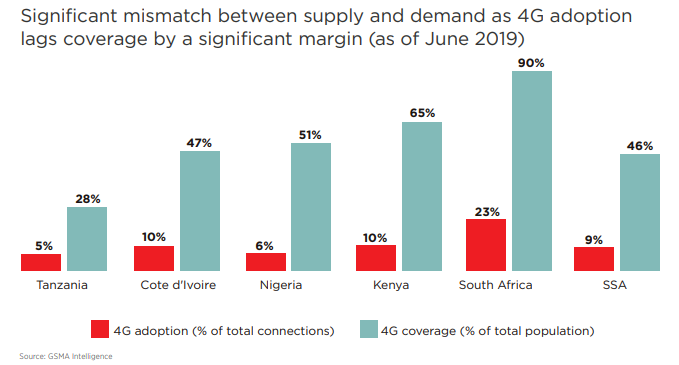 Significant mismatch between supply and demand as 4G adoption
lags coverage by a significant margin (as of June 2019)
90%
65%
51%
47%
46%
28%
23%
10%
10%
9%
6%
5%
Tanzania Cote d'Ivoire Nigeria Kenya South Africa SSA
4G adoption (% of total connections) 4G coverage (% of total population)
Source: GSMA Intelligence